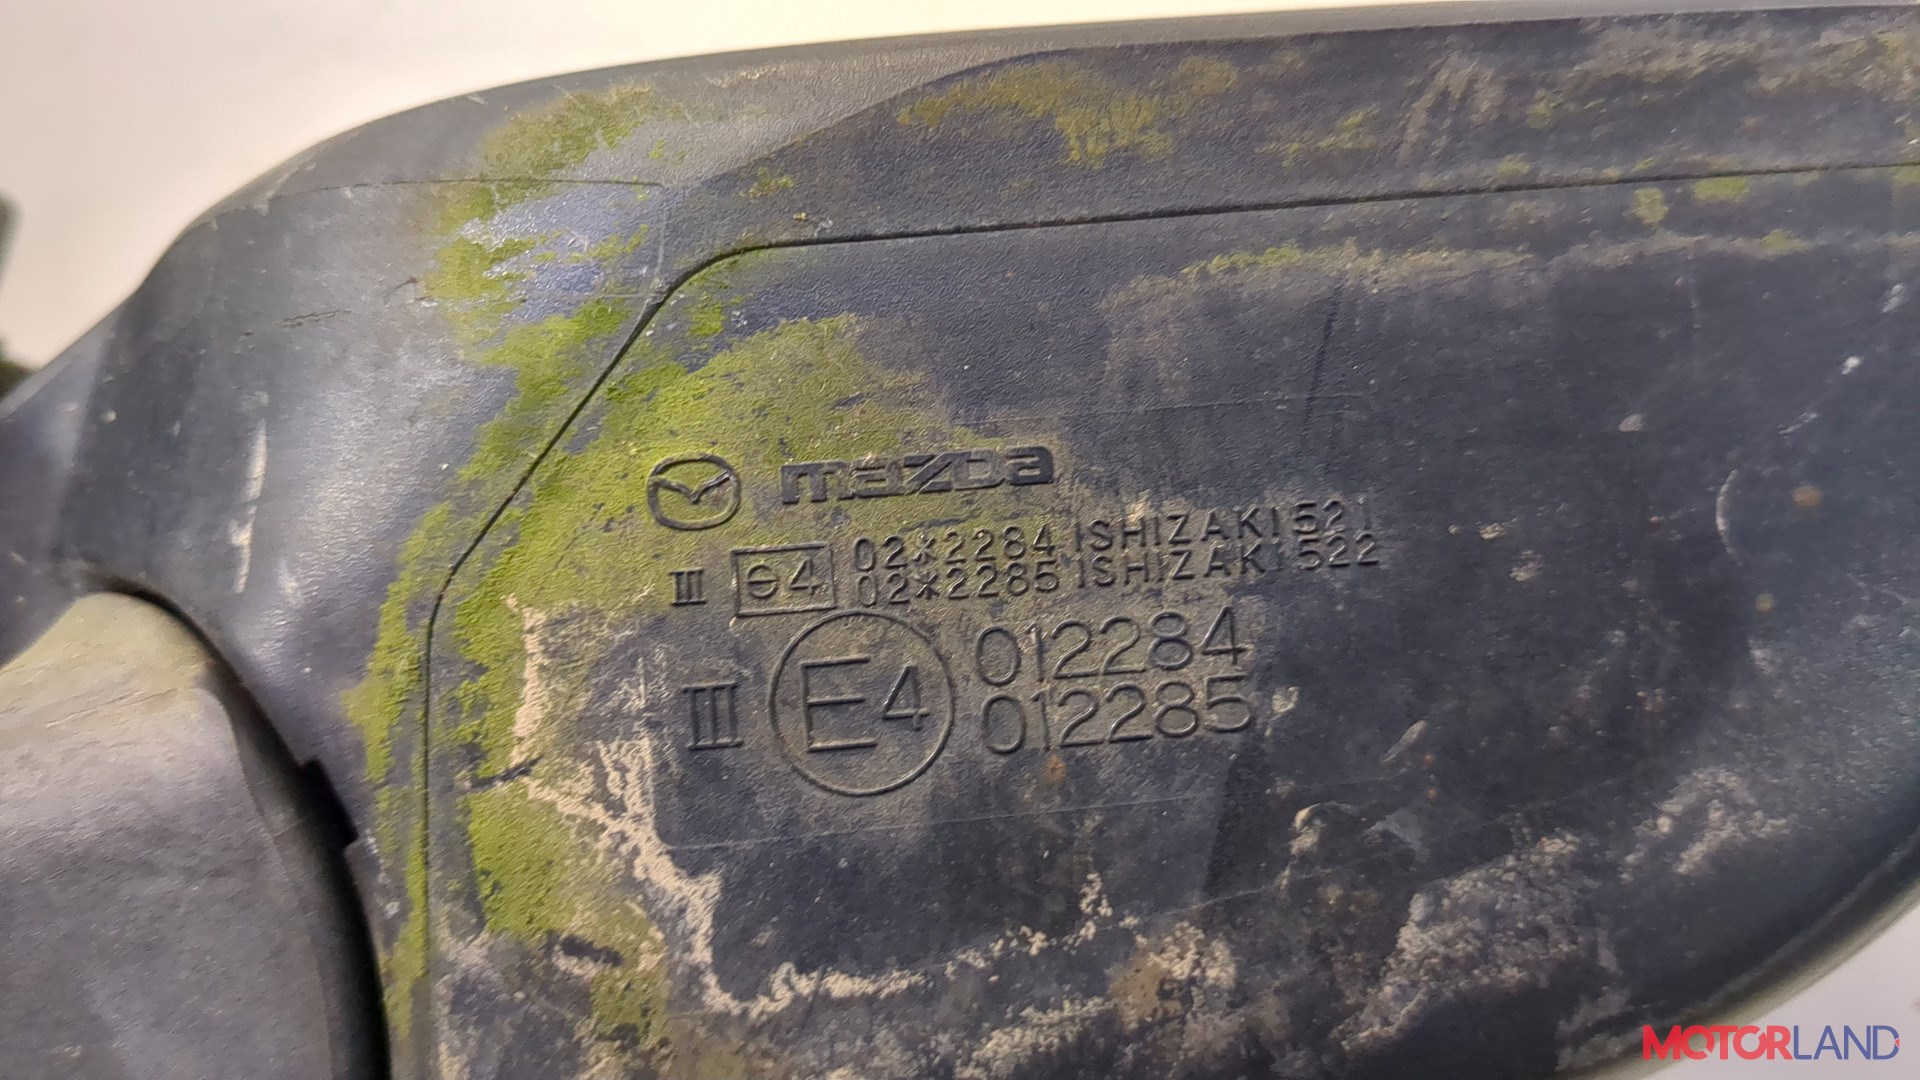 mazda
III e4 02*2284 ISHIZAKI 521
02*2285 ISHIZAKI 522
III E4 012284
012285
MOTORLAND